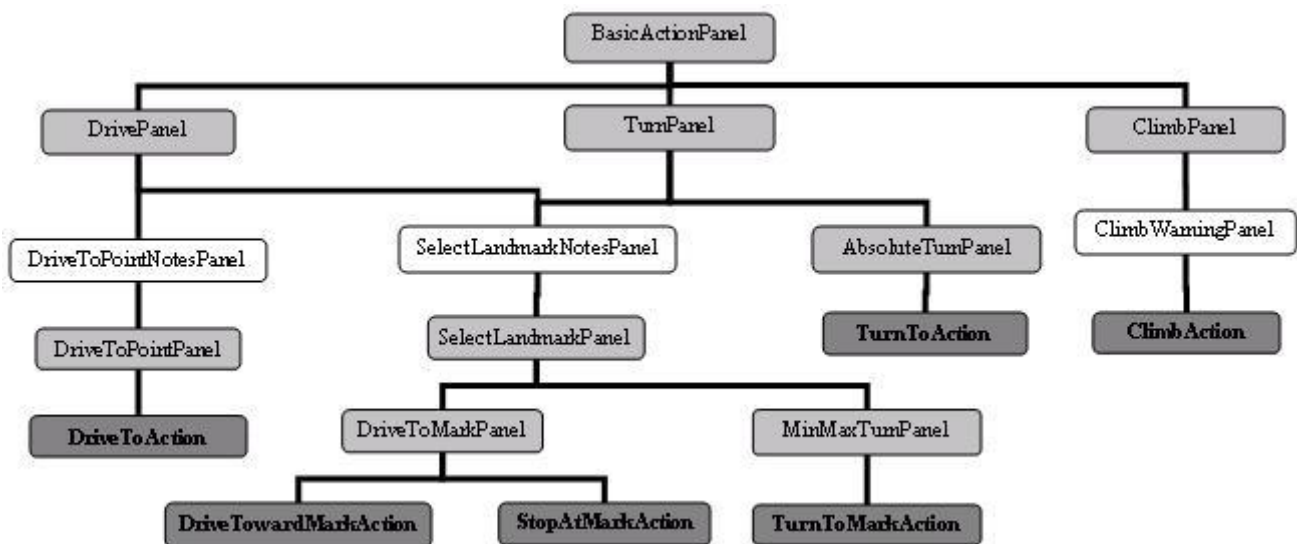 BasicActionPanel
DrivePanel
TurnPanel
ClimbPanel
DriveToPointNotesPanel
SelectLandmarkNotesPanel
AbsoluteTurnPanel
ClimbWarningPanel
DriveToPointPanel
SelectLandmarkPanel
TurnToAction
ClimbAction
DriveToAction
DriveToMarkPanel
MinMaxTurnPanel
DriveTowardMarkAction
StopAtMarkAction
TurnToMarkAction